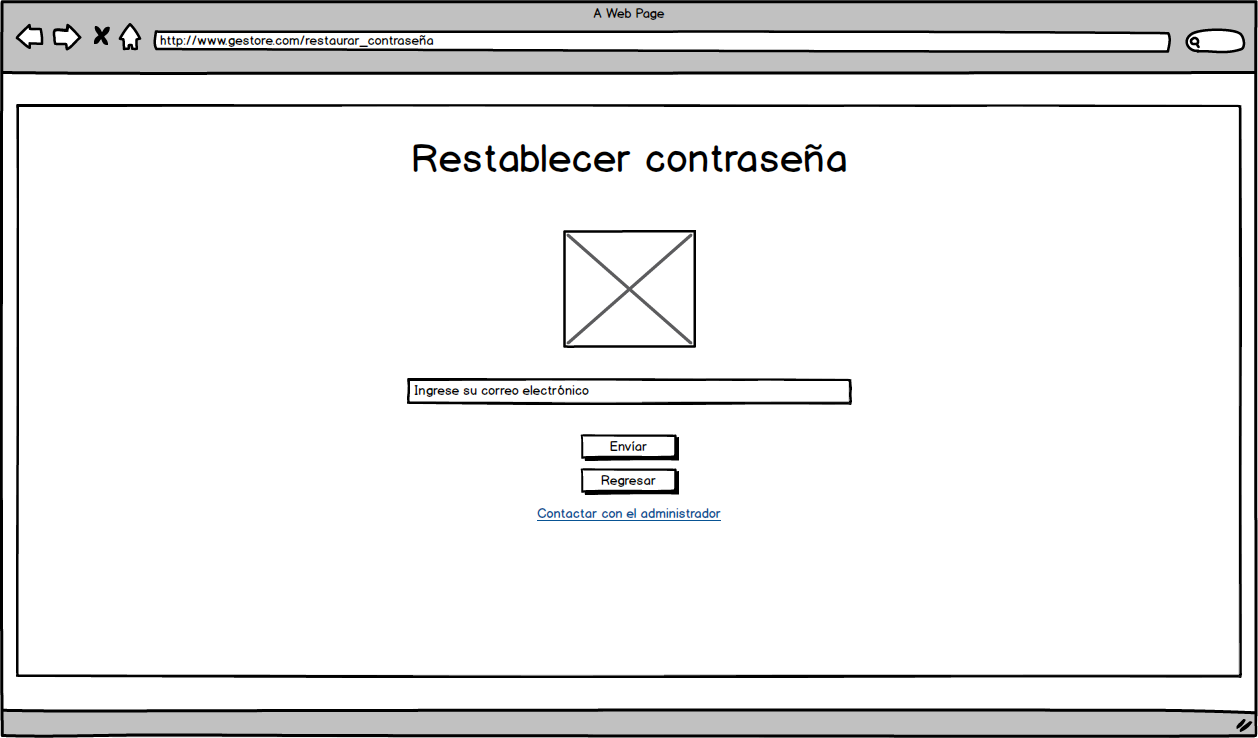 A Web Page
http://www.gestore.com/restaurar_contraseña
Restablecer contraseña
Ingrese su correo electrónico
Envíar
Regresar
Contactar con el administrador